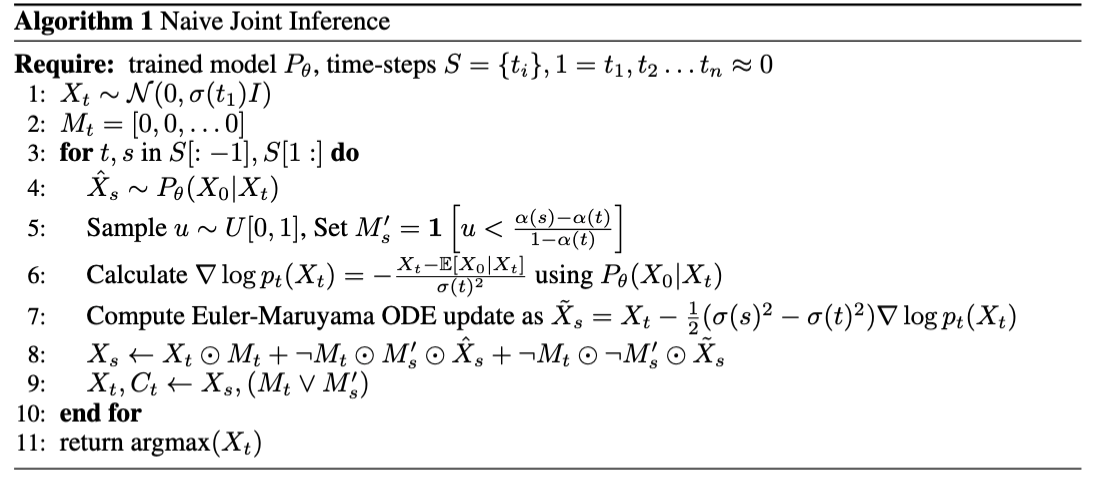 Algorithm 1 Naive Joint Inference
Require: trained model $P_\theta$, time-steps $S = \{t_i\}, 1 = t_1, t_2 \ldots t_n \approx 0$
1: $X_t \sim \mathcal{N}(0, \sigma(t_1)I)$
2: $M_t = [0, 0, \ldots 0]$
3: for $t, s$ in $S[: -1], S[1 :]$ do
4: $\hat{X}_s \sim P_\theta(X_0|X_t)$
5: Sample $u \sim U[0, 1]$, Set $M'_s = \mathbf{1}\left[u < \frac{\alpha(s)-\alpha(t)}{1-\alpha(t)}\right]$
6: Calculate $\nabla \log p_t(X_t) = -\frac{X_t - \mathbb{E}[X_0|X_t]}{\sigma(t)^2}$ using $P_\theta(X_0|X_t)$
7: Compute Euler-Maruyama ODE update as $\tilde{X}_s = X_t - \frac{1}{2}(\sigma(s)^2 - \sigma(t)^2)\nabla \log p_t(X_t)$
8: $X_s \leftarrow X_t \odot M_t + \neg M_t \odot M'_s \odot \hat{X}_s + \neg M_t \odot \neg M'_s \odot \tilde{X}_s$
9: $X_t, C_t \leftarrow X_s, (M_t \vee M'_s)$
10: end for
11: return argmax$(X_t)$